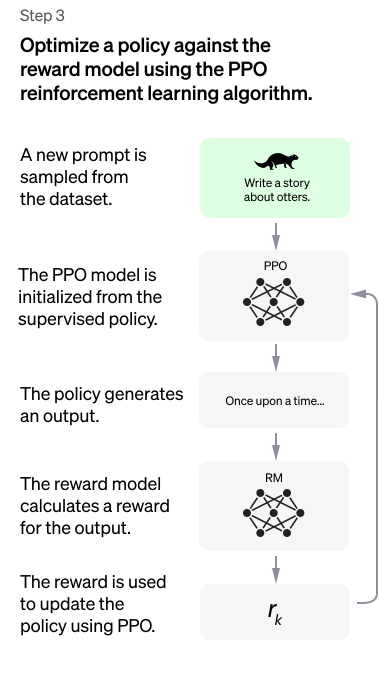 Step 3
Optimize a policy against the
reward model using the PPO
reinforcement learning algorithm.
A new prompt is
sampled from
the dataset.
Write a story
about otters.
The PPO model is
initialized from the
supervised policy.
PPO
The policy generates
an output.
Once upon a time...
The reward model
calculates a reward
for the output.
RM
The reward is used
to update the
policy using PPO.
rₖ